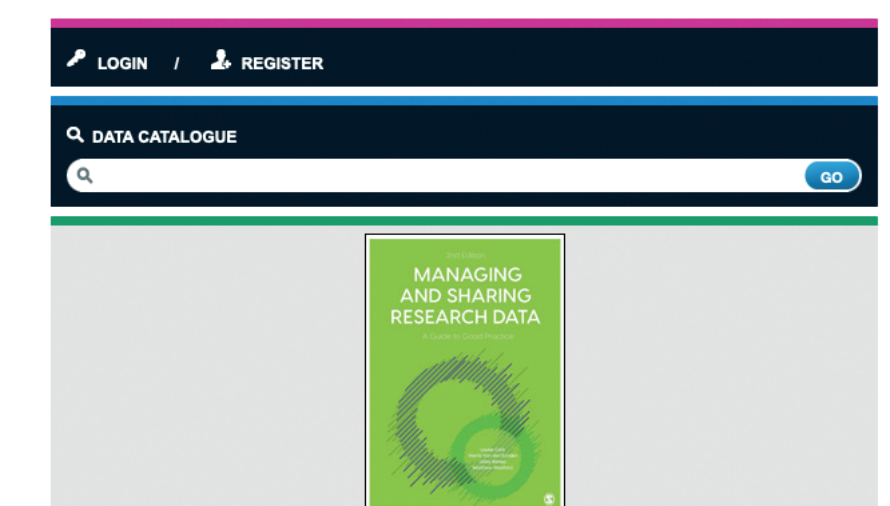 LOGIN / REGISTER
DATA CATALOGUE
GO
2nd Edition
MANAGING
AND SHARING
RESEARCH DATA
A Guide to Good Practice